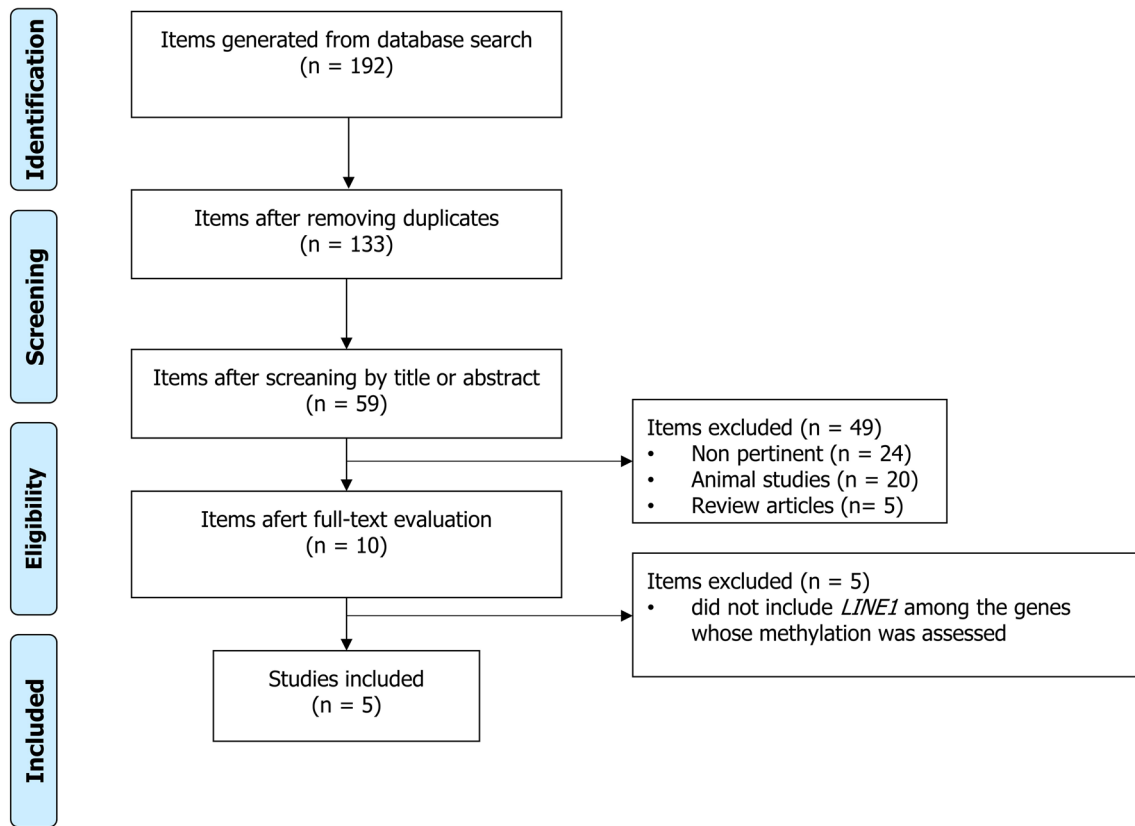 Identification
Items generated from database search
(n = 192)
Items after removing duplicates
(n = 133)
Screening
Items after screaning by title or abstract
(n = 59)
Items excluded (n = 49)
• Non pertinent (n = 24)
• Animal studies (n = 20)
• Review articles (n= 5)
Eligibility
Items afert full-text evaluation
(n = 10)
Items excluded (n = 5)
• did not include LINE1 among the genes
whose methylation was assessed
Included
Studies included
(n = 5)